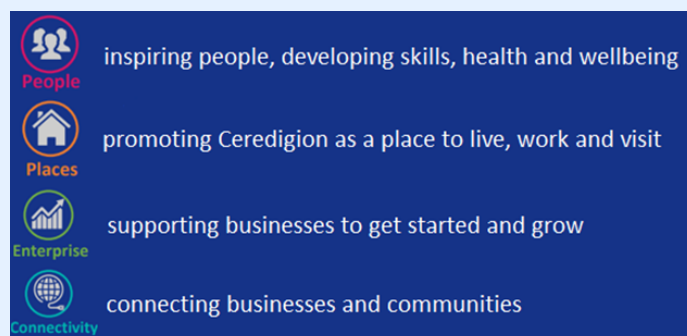 People
inspiring people, developing skills, health and wellbeing
Places
promoting Ceredigion as a place to live, work and visit
Enterprise
supporting businesses to get started and grow
Connectivity
connecting businesses and communities